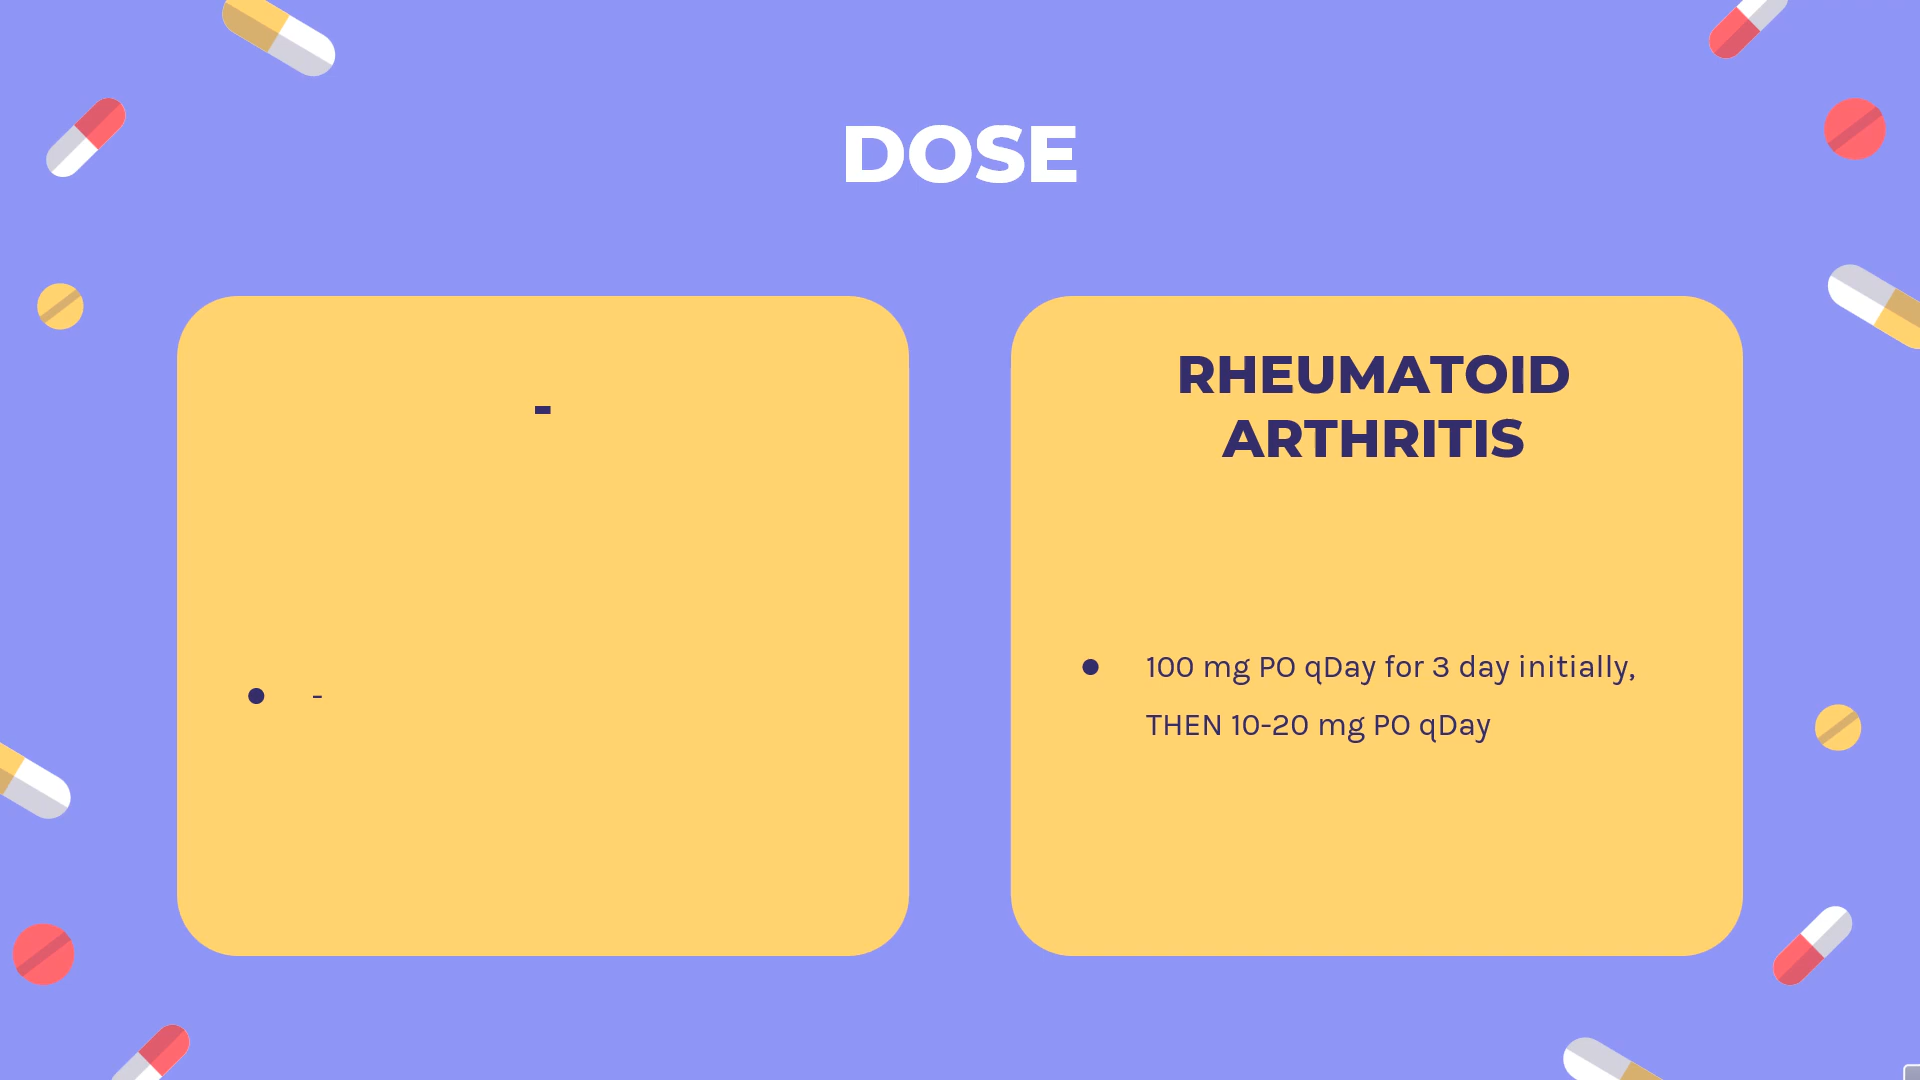 DOSE
-
● -
RHEUMATOID
ARTHRITIS
● 100 mg PO qDay for 3 day initially,
THEN 10-20 mg PO qDay